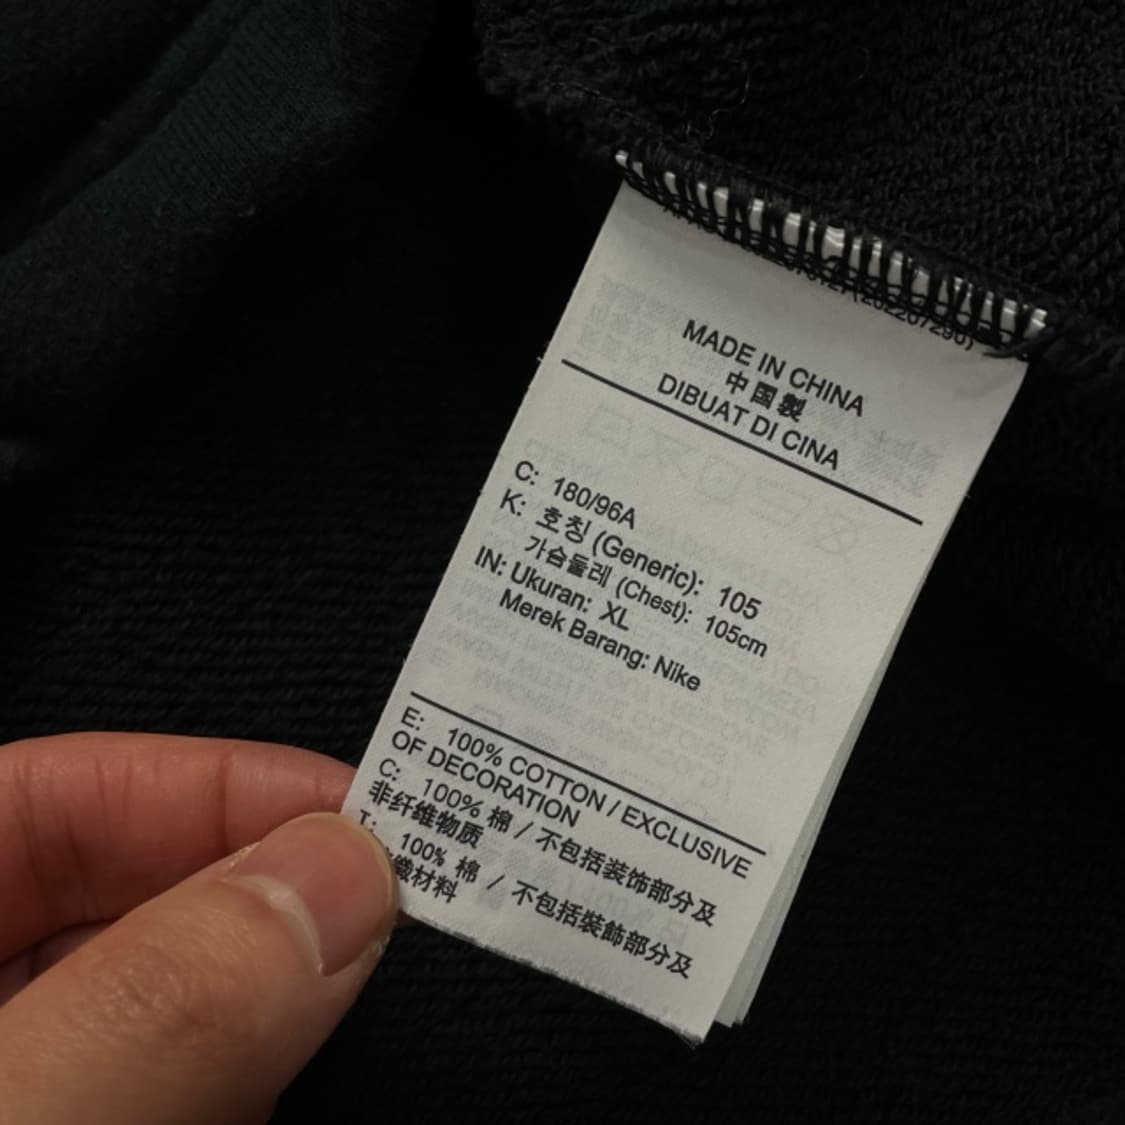 MADE IN CHINA
中国製
DIBUAT DI CINA
C: 180/96A
K: 호칭 (Generic): 105
가슴둘레 (Chest): 105cm
IN: Ukuran: XL
Merek Barang: Nike
E: 100% COTTON / EXCLUSIVE
OF DECORATION
C: 100% 棉 / 不包括装饰部分及
非纤维物质
T: 100% 棉 / 不包括裝飾部分及
織材料